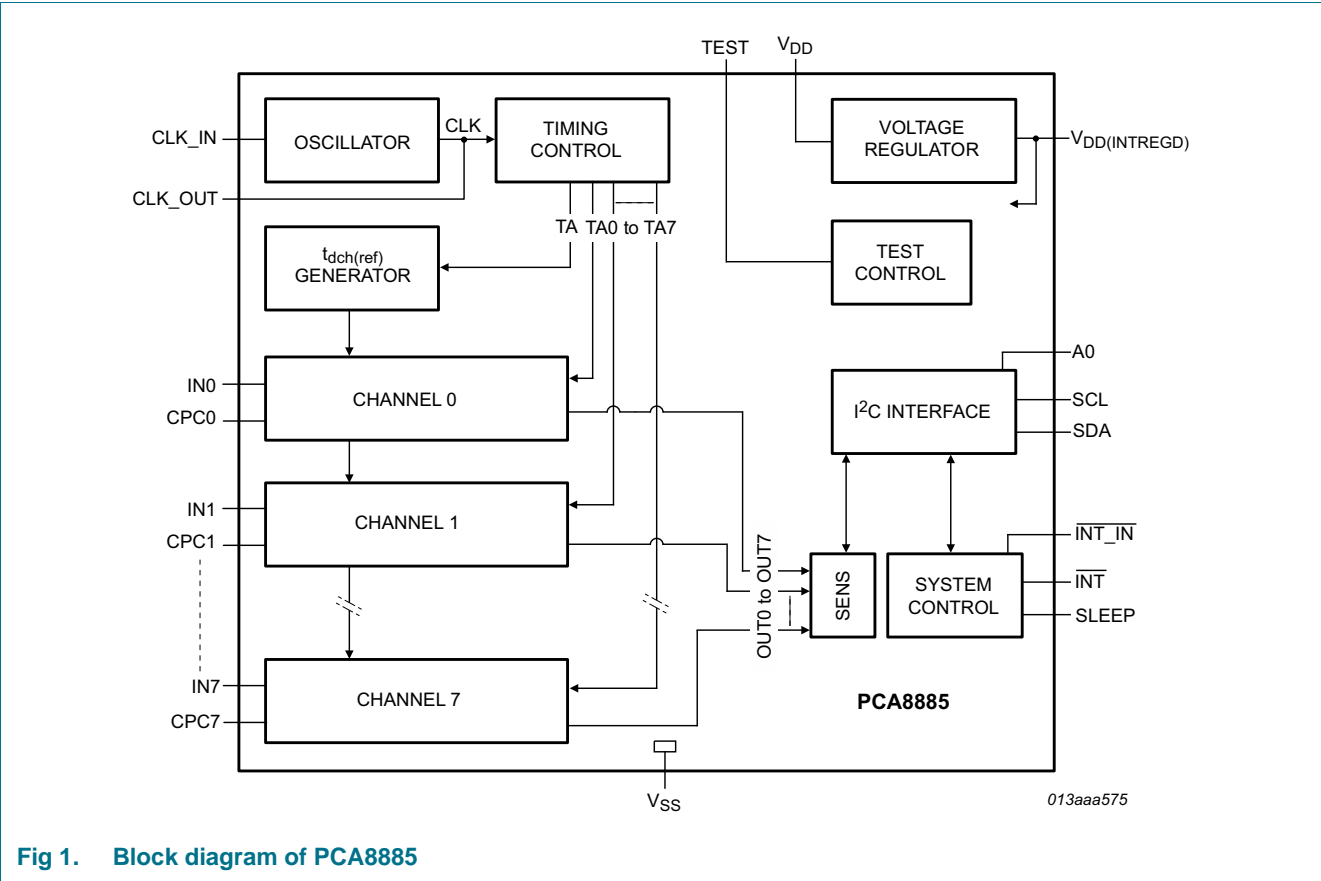 TEST
VDD
CLK_IN
OSCILLATOR
CLK
TIMING
CONTROL
VOLTAGE
REGULATOR
VDD(INTREGD)
CLK_OUT
TA
TA0 to TA7
tdch(ref)
GENERATOR
TEST
CONTROL
IN0
CPC0
CHANNEL 0
A0
I2C INTERFACE
SCL
SDA
IN1
CPC1
CHANNEL 1
OUT0 to OUT7
SENS
SYSTEM
CONTROL
INT_IN
INT
SLEEP
IN7
CPC7
CHANNEL 7
PCA8885
VSS
013aaa575
Fig 1. Block diagram of PCA8885